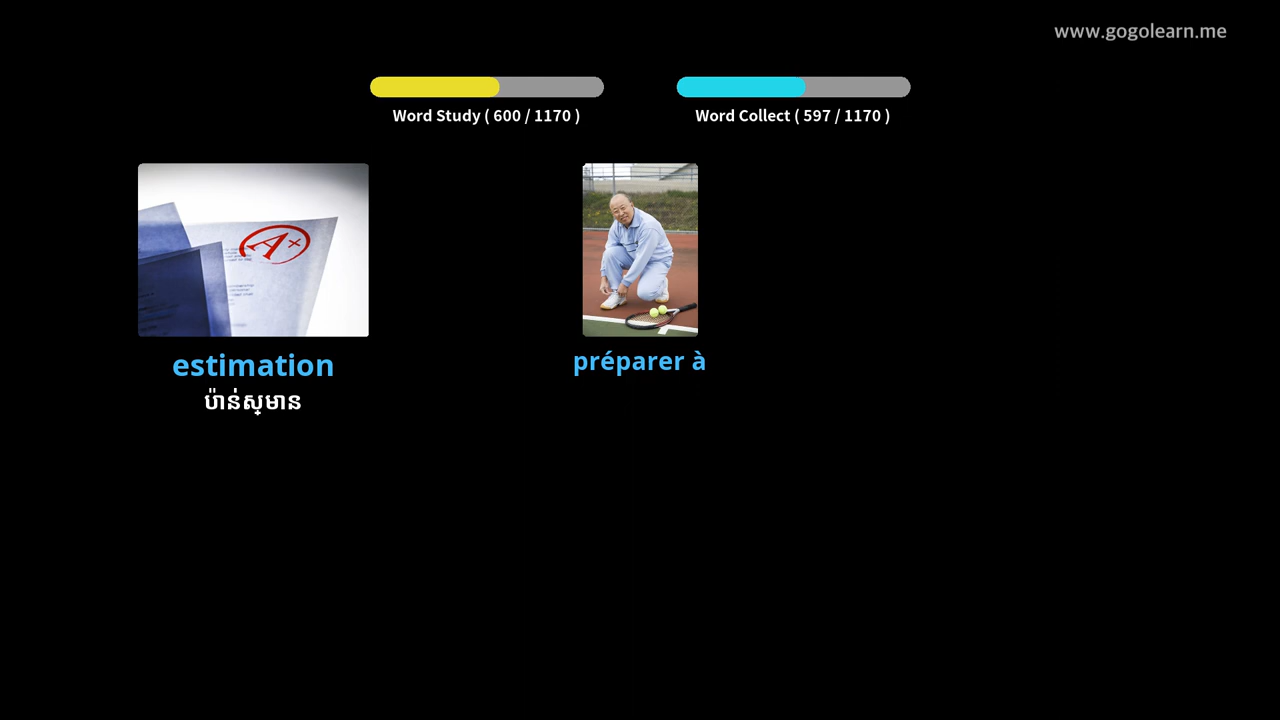 www.gogolearn.me
Word Study ( 600 / 1170 )
Word Collect ( 597 / 1170 )
A+
estimation
ប៉ាន់ស្មាន
préparer à